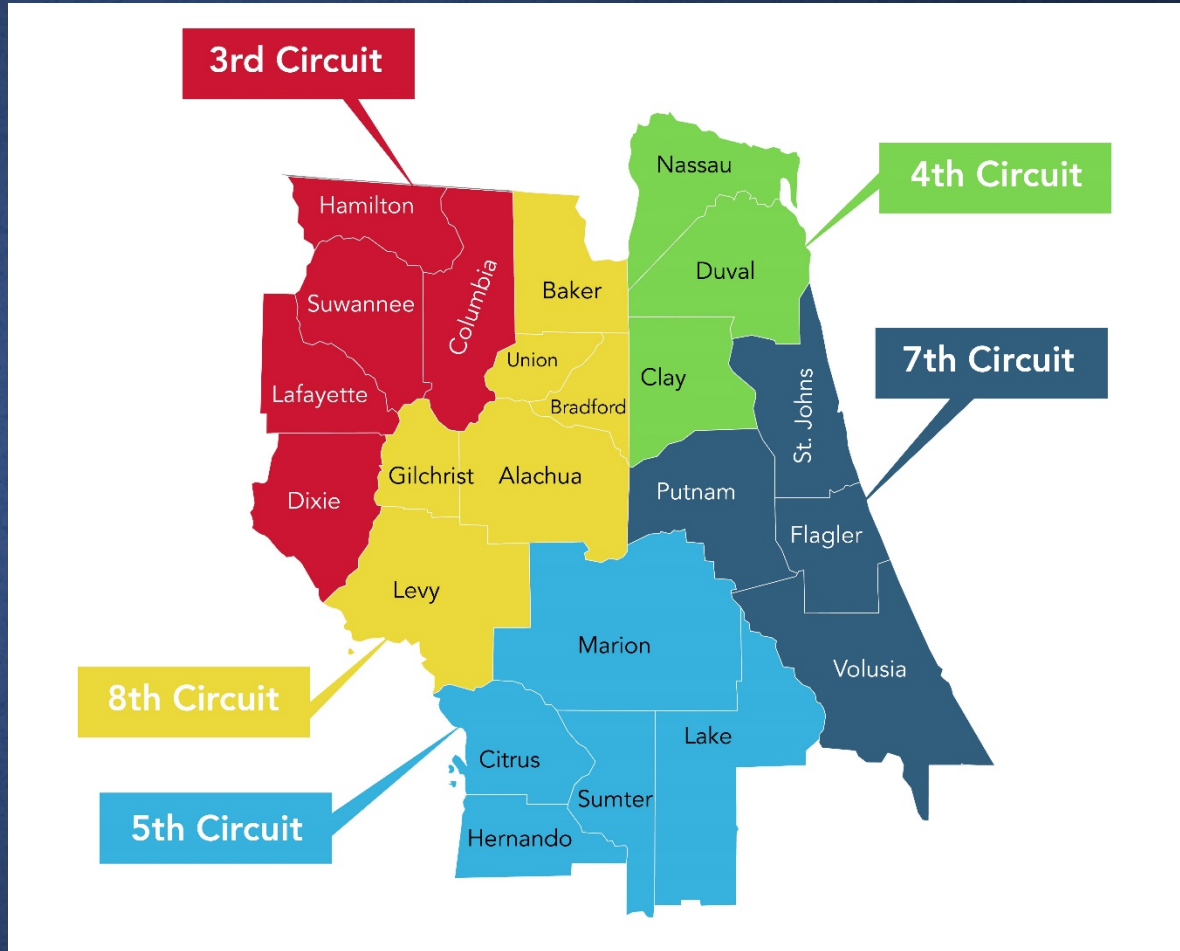 3rd Circuit
Nassau
4th Circuit
Hamilton
Duval
Columbia
Baker
Suwannee
Union
7th Circuit
Clay
St. Johns
Lafayette
Bradford
Gilchrist
Alachua
Putnam
Dixie
Flagler
Levy
Marion
Volusia
8th Circuit
Lake
Citrus
Sumter
5th Circuit
Hernando